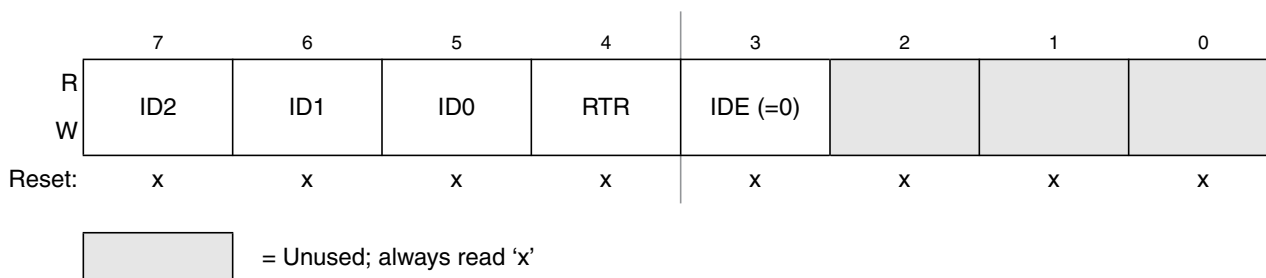 7 6 5 4 3 2 1 0
R
ID2 ID1 ID0 RTR IDE (=0)
W
Reset: x x x x x x x x
= Unused; always read ‘x’